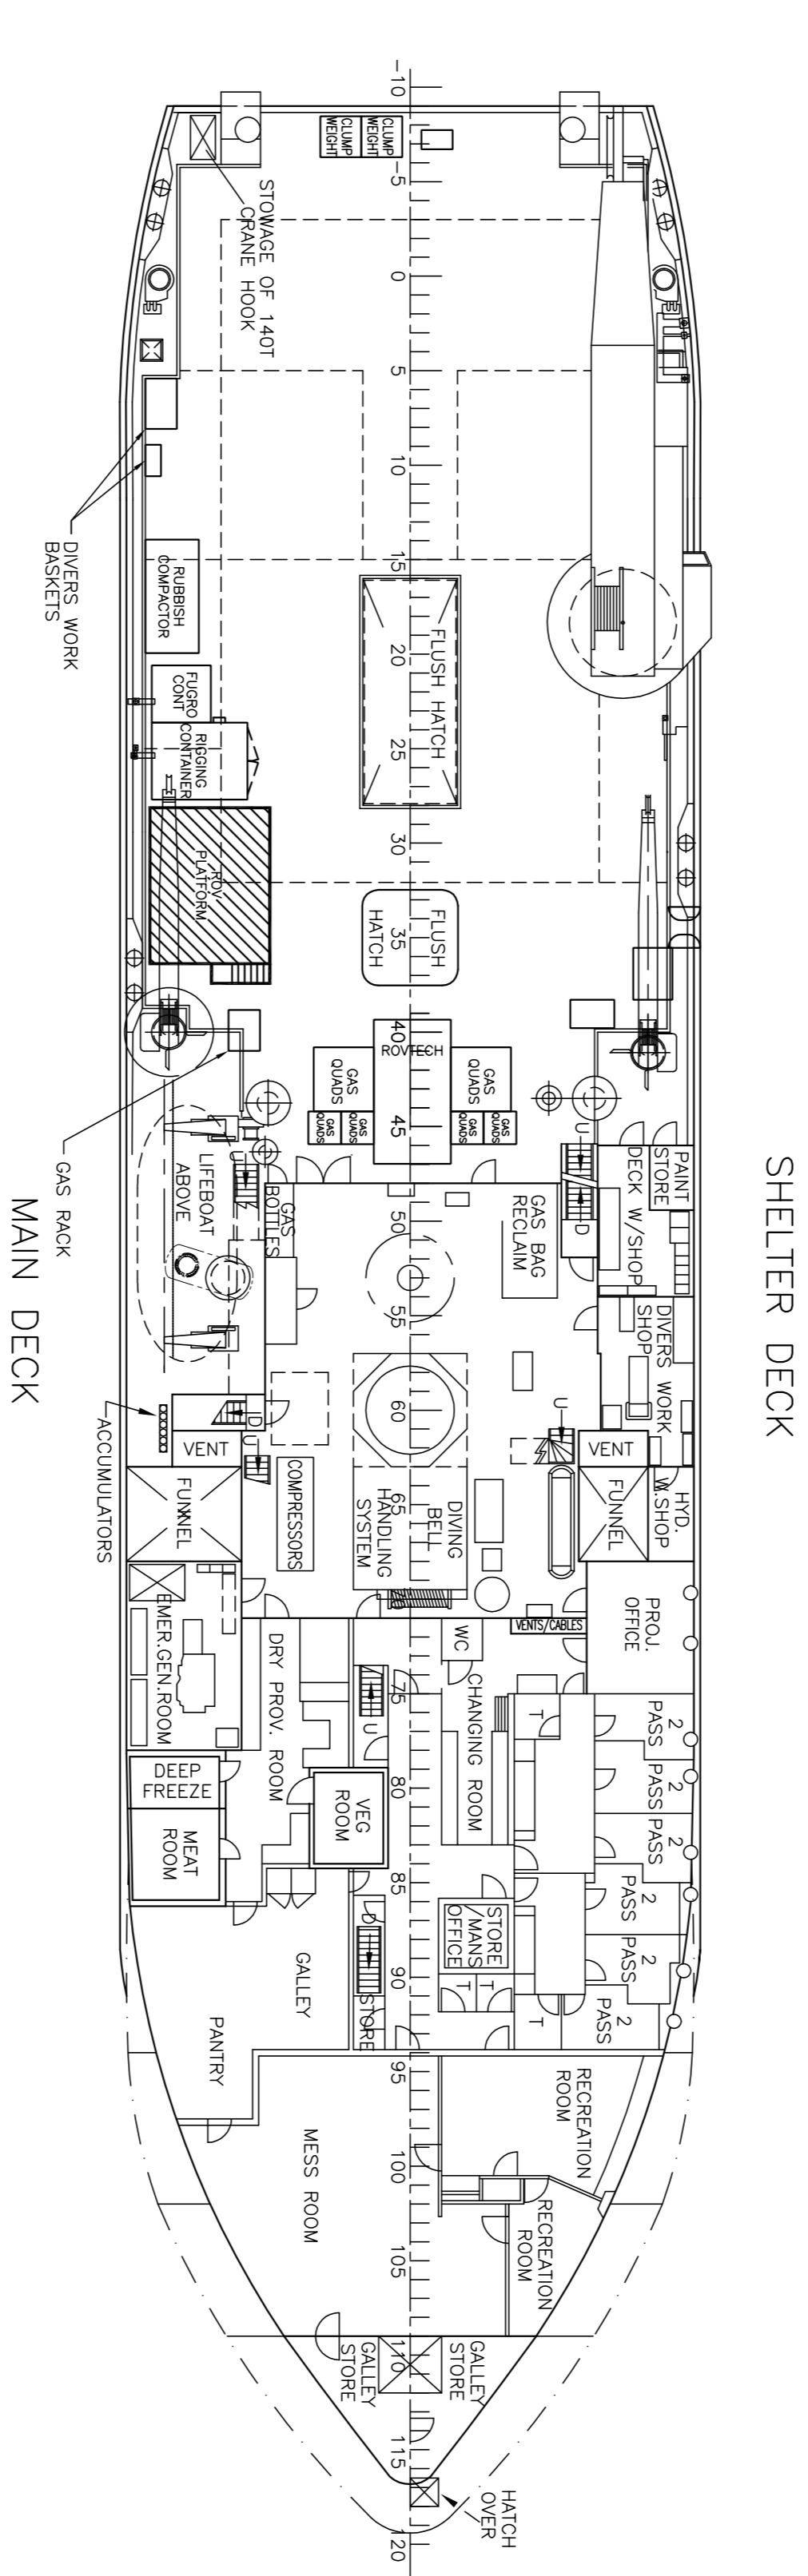 SHELTER DECK
-10
-5
0
5
10
15
20
25
30
35
40
45
50
55
60
65
70
75
80
85
90
95
100
105
110
115
120
CLUMP
WEIGHT
CLUMP
WEIGHT
STOWAGE OF 140T
CRANE HOOK
DIVERS WORK
BASKETS
RUBBISH
COMPACTOR
FUGRO
CONT
RIGGING
CONTAINER
ROV
PLATFORM
FLUSH HATCH
FLUSH
HATCH
ROVTECH
GAS
QUADS
GAS
QUADS
GAS
QUADS
GAS
QUADS
GAS
QUADS
GAS
QUADS
GAS RACK
LIFEBOAT
ABOVE
U
GAS
BOTTLES
GAS BAG
RECLAIM
U
D
PAINT
STORE
DECK W/SHOP
DIVERS WORK
SHOP
U
VENT
FUNNEL
HYD.
W.SHOP
DIVING
BELL
HANDLING
SYSTEM
COMPRESSORS
D
U
VENT
FUNNEL
ACCUMULATORS
EMER.GEN.ROOM
DRY PROV. ROOM
DEEP
FREEZE
MEAT
ROOM
VEG
ROOM
U
WC
CHANGING ROOM
VENTS/CABLES
PROJ.
OFFICE
T
2
PASS
2
PASS
2
PASS
2
PASS
2
PASS
2
PASS
STORE
/MANS
OFFICE
T
T
T
D
STORE
GALLEY
PANTRY
MESS ROOM
RECREATION
ROOM
RECREATION
ROOM
GALLEY
STORE
GALLEY
STORE
HATCH
OVER
MAIN DECK